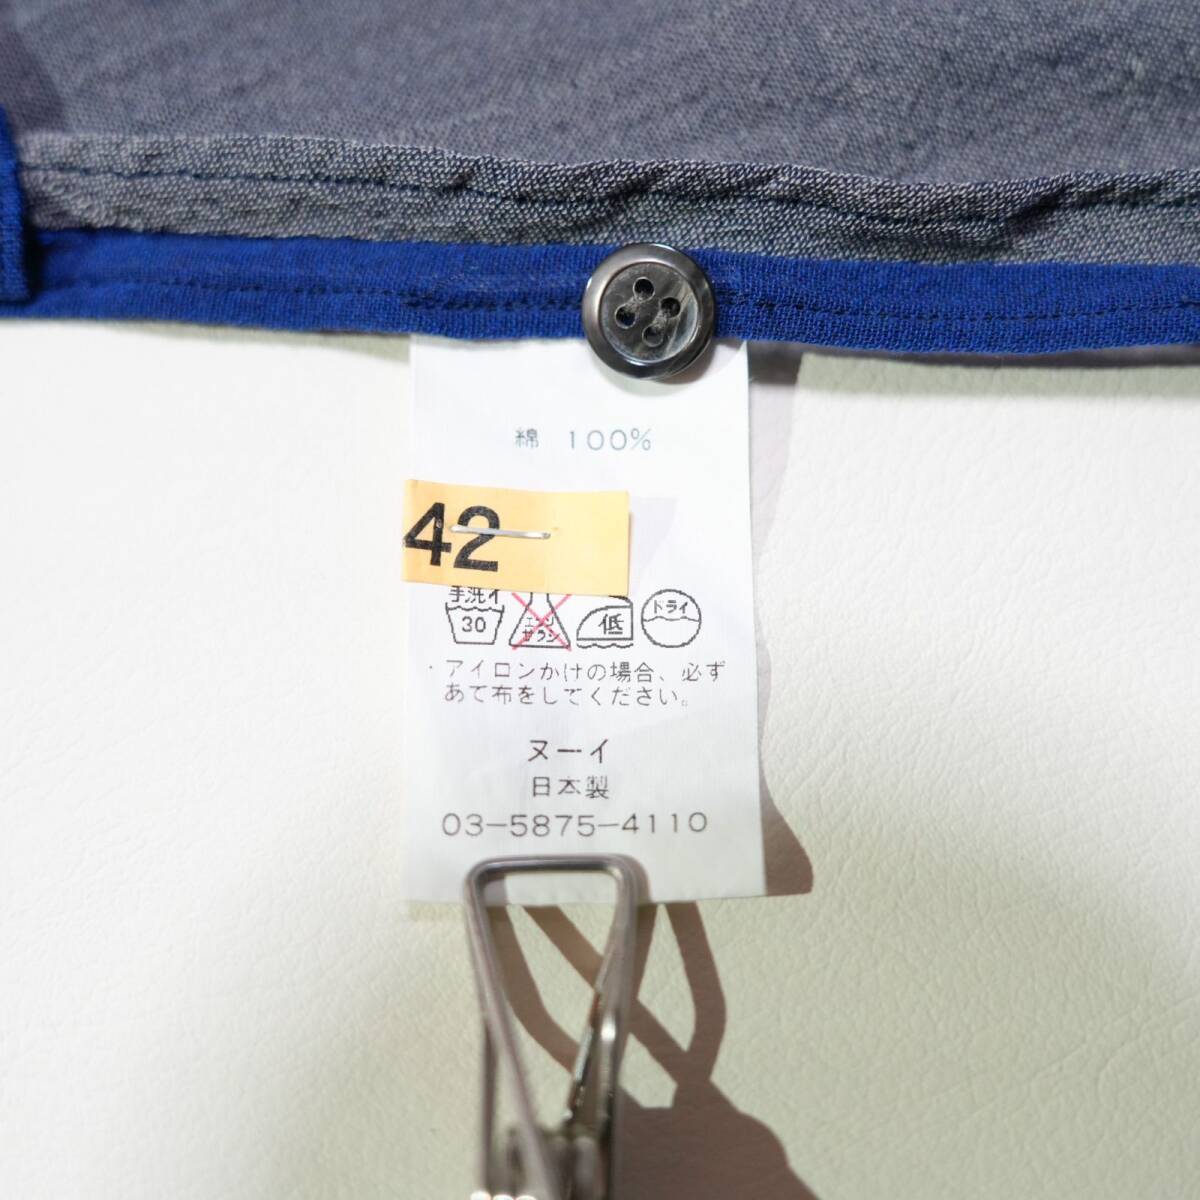 綿 100%
42
手洗イ
30
エンソ
サラシ
低
ドライ
・アイロンかけの場合、必ず
あて布をしてください。
ヌーイ
日本製
03-5875-4110